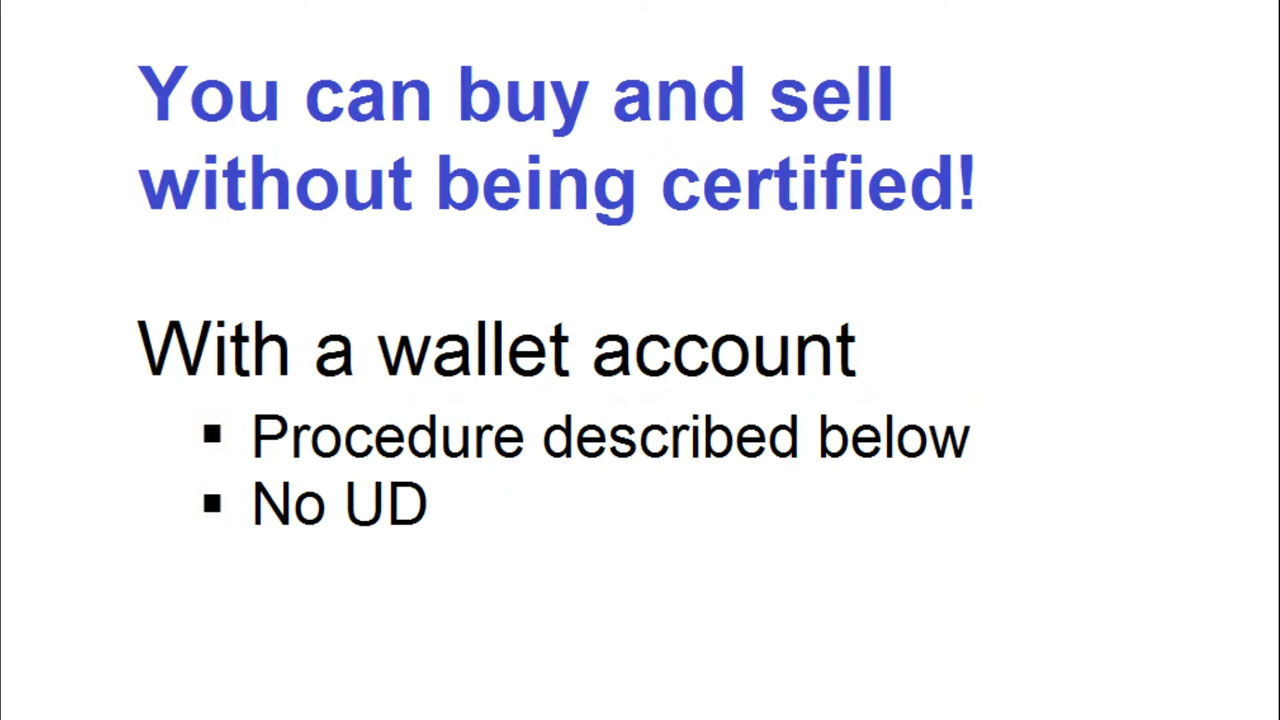 You can buy and sell
without being certified!
With a wallet account
▪ Procedure described below
▪ No UD